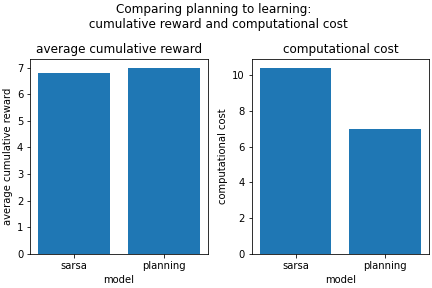 Comparing planning to learning:
cumulative reward and computational cost
average cumulative reward
average cumulative reward
7
6
5
4
3
2
1
0
sarsa planning
model
computational cost
computational cost
10
8
6
4
2
0
sarsa planning
model